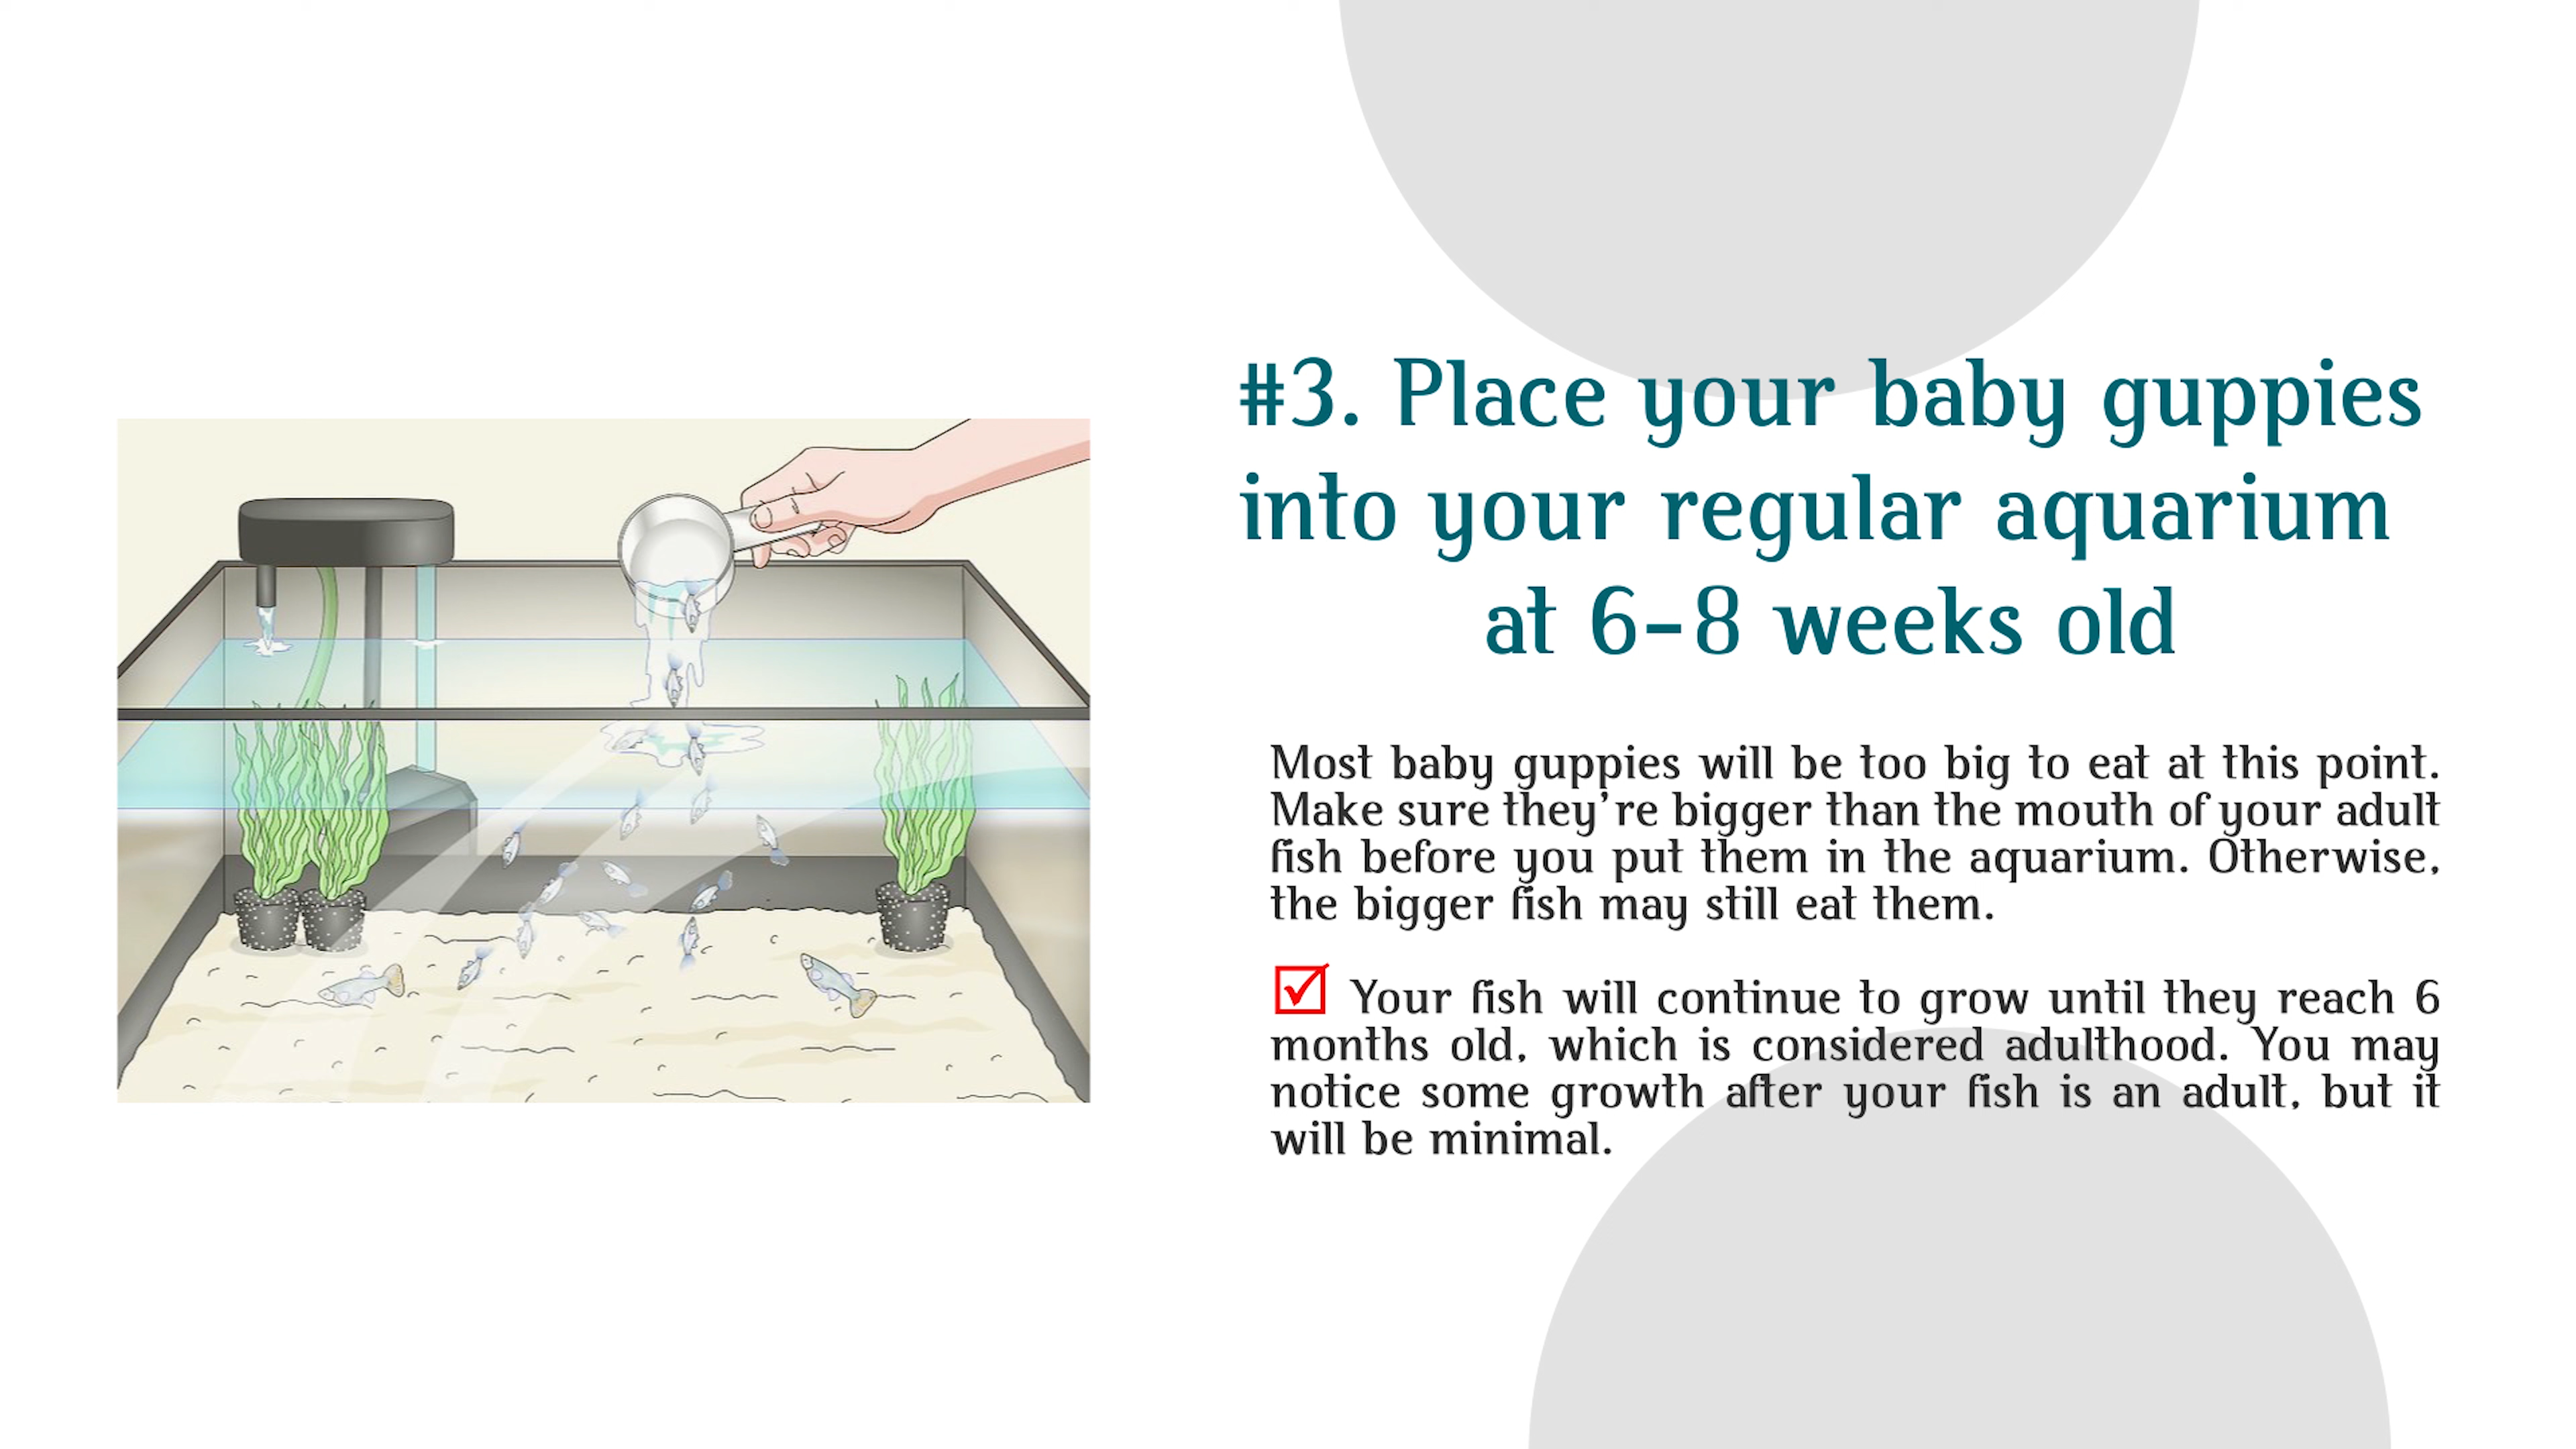 #3. Place your baby guppies
into your regular aquarium
at 6-8 weeks old
Most baby guppies will be too big to eat at this point.
Make sure they're bigger than the mouth of your adult
fish before you put them in the aquarium. Otherwise,
the bigger fish may still eat them.
☑ Your fish will continue to grow until they reach 6
months old, which is considered adulthood. You may
notice some growth after your fish is an adult, but it
will be minimal.